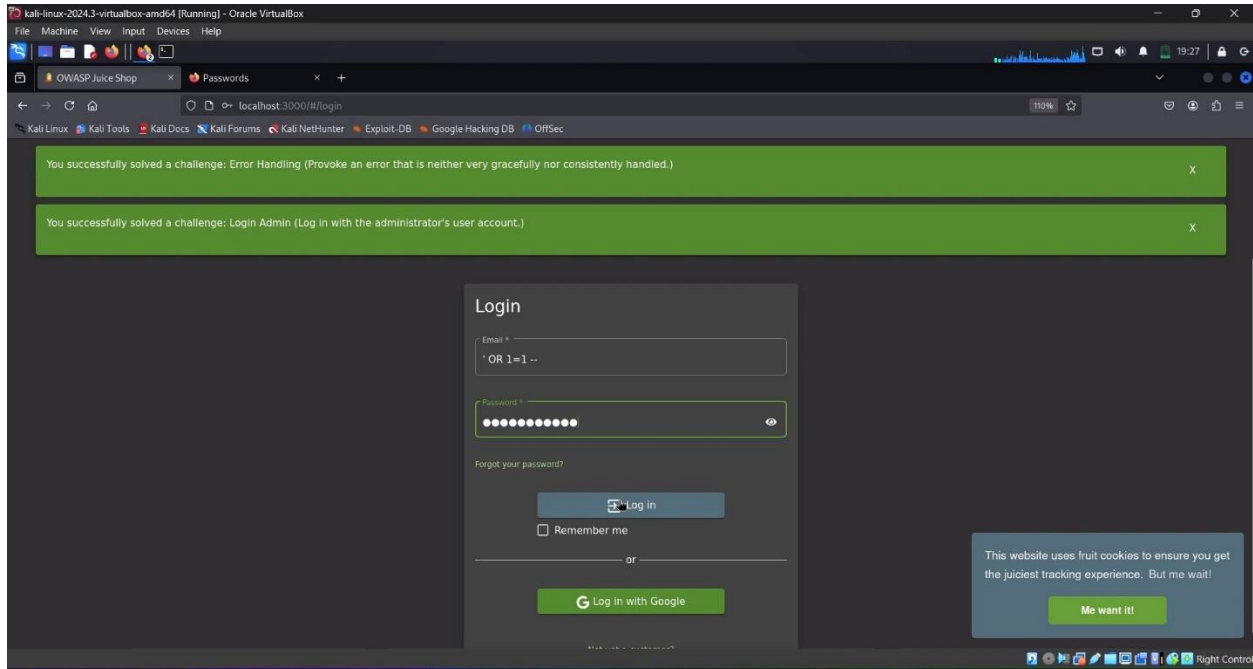 kali-linux-2024.3-virtualbox-amd64 [Running] - Oracle VirtualBox
File Machine View Input Devices Help
19:27
OWASP Juice Shop × Passwords × +
localhost:3000/#/login 110%
Kali Linux Kali Tools Kali Docs Kali Forums Kali NetHunter Exploit-DB Google Hacking DB OffSec
You successfully solved a challenge: Error Handling (Provoke an error that is neither very gracefully nor consistently handled.) X
You successfully solved a challenge: Login Admin (Log in with the administrator's user account.) X
Login
Email *
' OR 1=1 --
Password *
●●●●●●●●●●●
Forgot your password?
Log in
Remember me
or
Log in with Google
This website uses fruit cookies to ensure you get
the juiciest tracking experience. But me wait!
Me want it!
Right Control